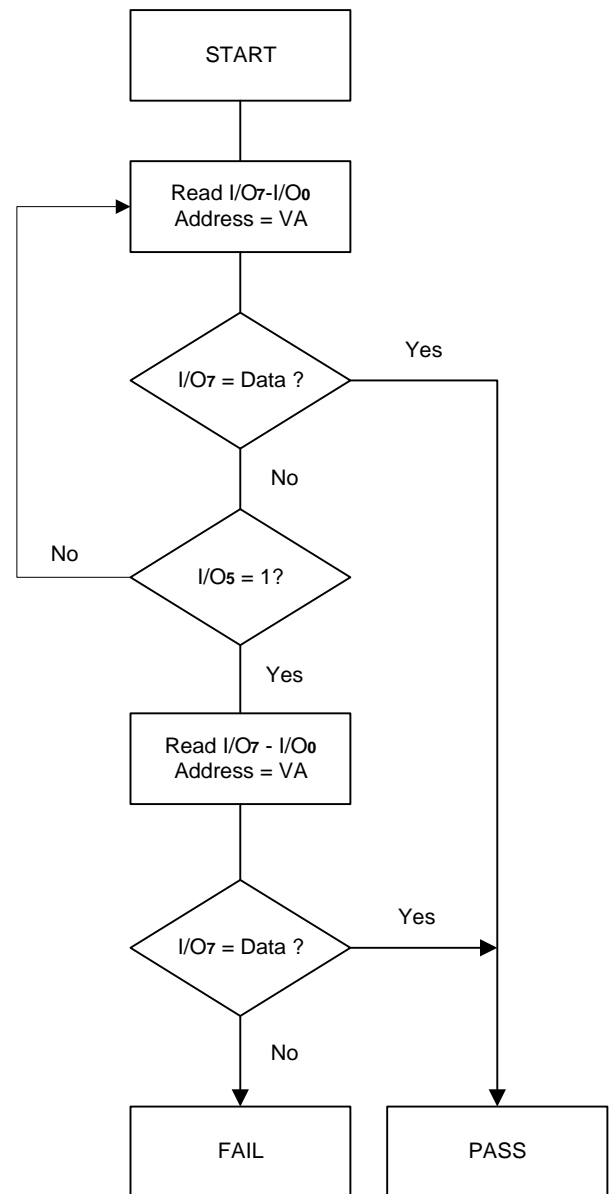 START
Read I/O7-I/O0
Address = VA
Yes
I/O7 = Data ?
No
No
I/O5 = 1?
Yes
Read I/O7 - I/O0
Address = VA
Yes
I/O7 = Data ?
No
FAIL
PASS